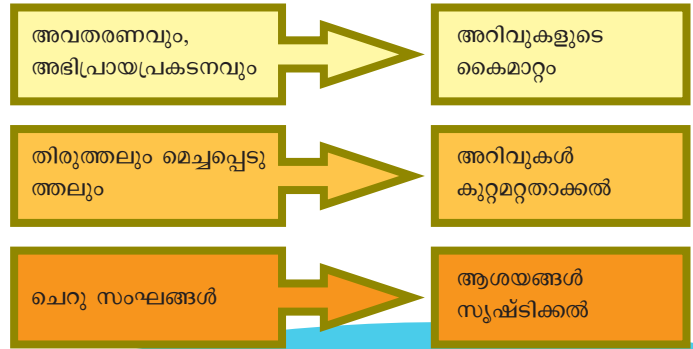 അവതരണവും,
അഭിപ്രായപ്രകടനവും
അറിവുകളുടെ
കൈമാറ്റം
തിരുത്തലും മെച്ചപ്പെടു
ത്തലും
അറിവുകൾ
കുറ്റമറ്റതാക്കൽ
ചെറു സംഘങ്ങൾ
ആശയങ്ങൾ
സൃഷ്ടിക്കൽ